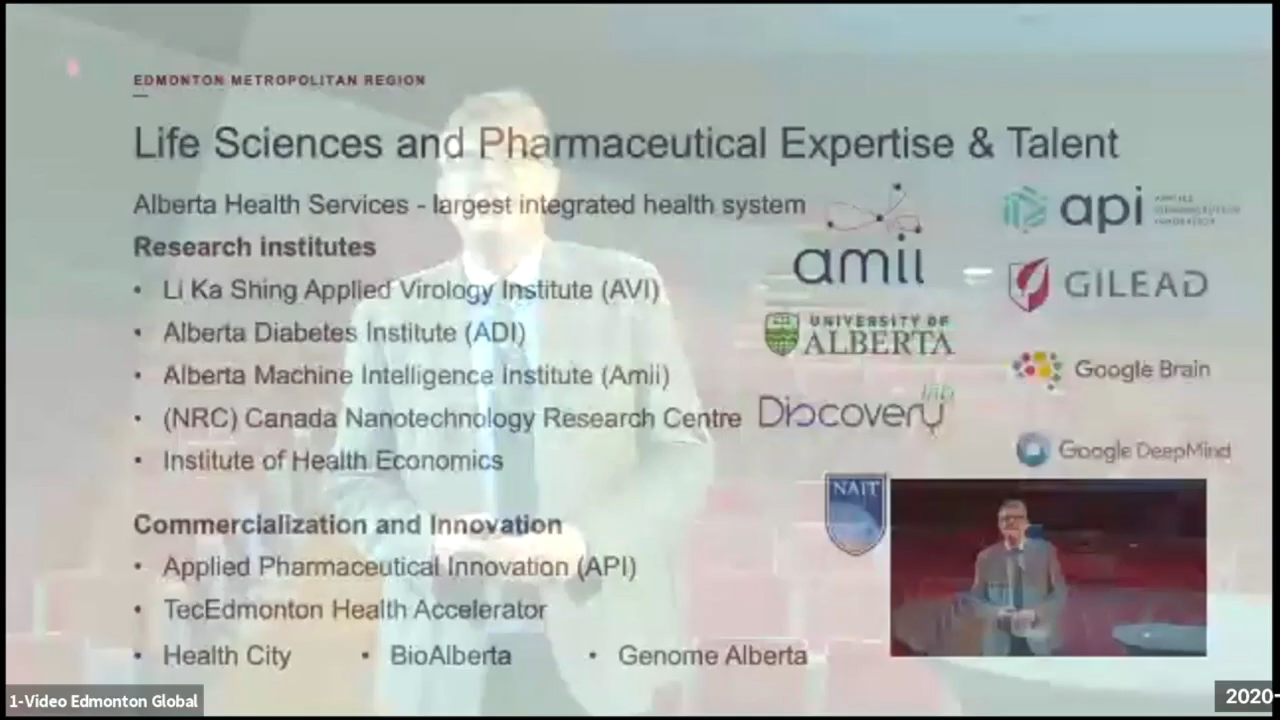 EDMONTON METROPOLITAN REGION
Life Sciences and Pharmaceutical Expertise & Talent
Alberta Health Services - largest integrated health system
Research institutes
• Li Ka Shing Applied Virology Institute (AVI)
• Alberta Diabetes Institute (ADI)
• Alberta Machine Intelligence Institute (Amii)
• (NRC) Canada Nanotechnology Research Centre
• Institute of Health Economics
Commercialization and Innovation
• Applied Pharmaceutical Innovation (API)
• TecEdmonton Health Accelerator
• Health City • BioAlberta • Genome Alberta
amii
api
GILEAD
UNIVERSITY OF
ALBERTA
Google Brain
Discovery lab
Google DeepMind
NAIT
1-Video Edmonton Global
2020-